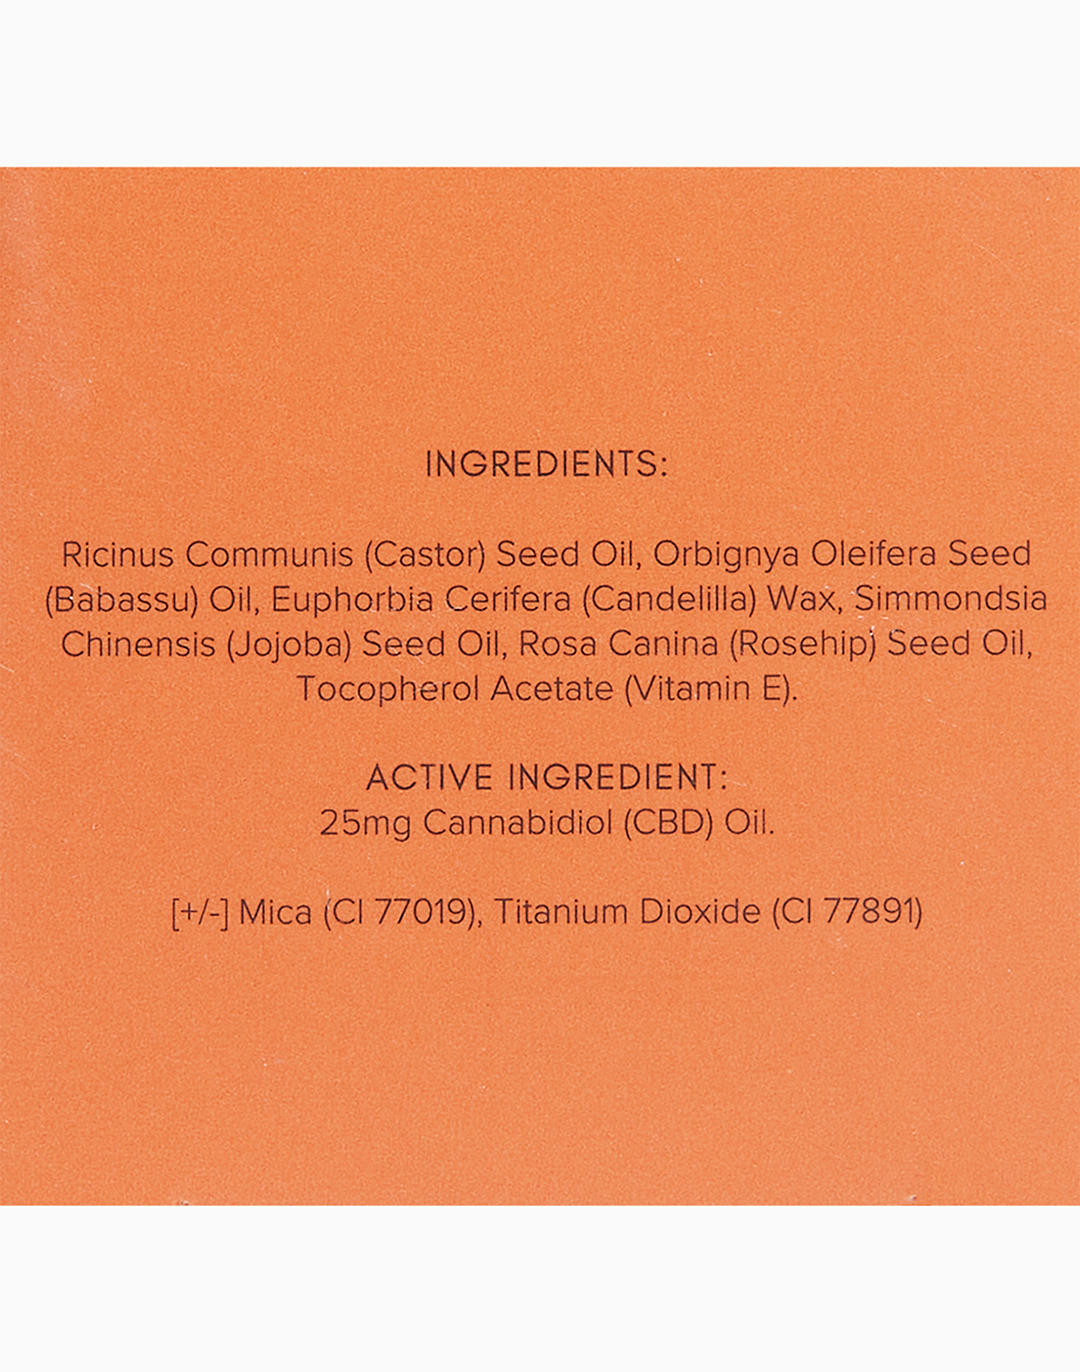 INGREDIENTS:
Ricinus Communis (Castor) Seed Oil, Orbignya Oleifera Seed
(Babassu) Oil, Euphorbia Cerifera (Candelilla) Wax, Simmondsia
Chinensis (Jojoba) Seed Oil, Rosa Canina (Rosehip) Seed Oil,
Tocopherol Acetate (Vitamin E).
ACTIVE INGREDIENT:
25mg Cannabidiol (CBD) Oil.
[+/-] Mica (CI 77019), Titanium Dioxide (CI 77891)